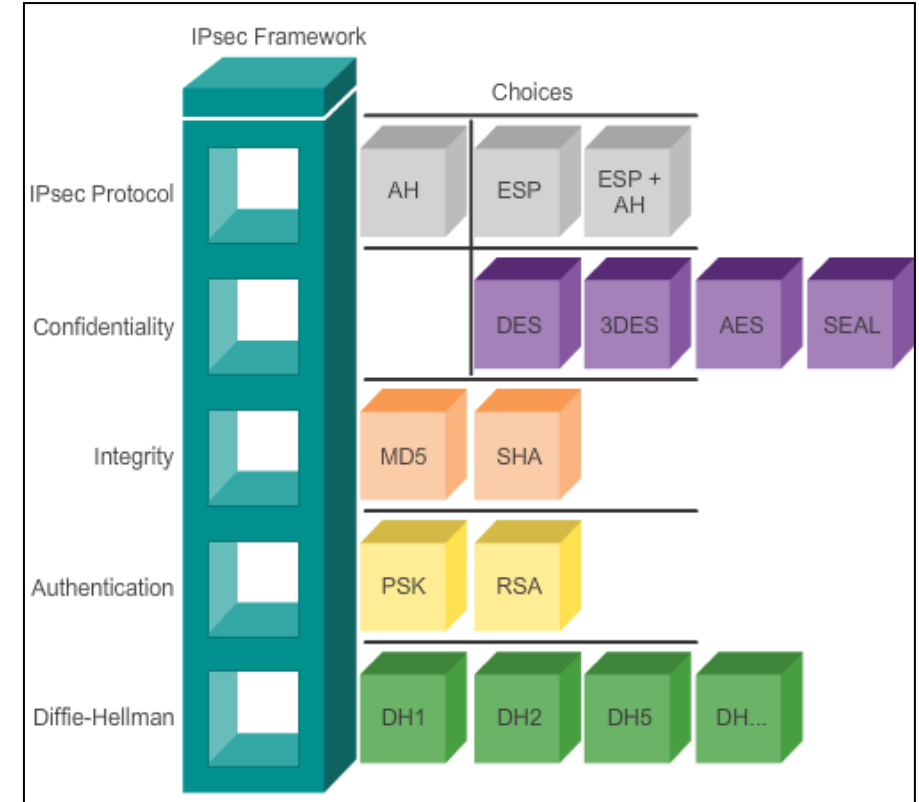 IPsec Framework
Choices
IPsec Protocol
AH
ESP
ESP +
AH
Confidentiality
DES
3DES
AES
SEAL
Integrity
MD5
SHA
Authentication
PSK
RSA
Diffie-Hellman
DH1
DH2
DH5
DH...